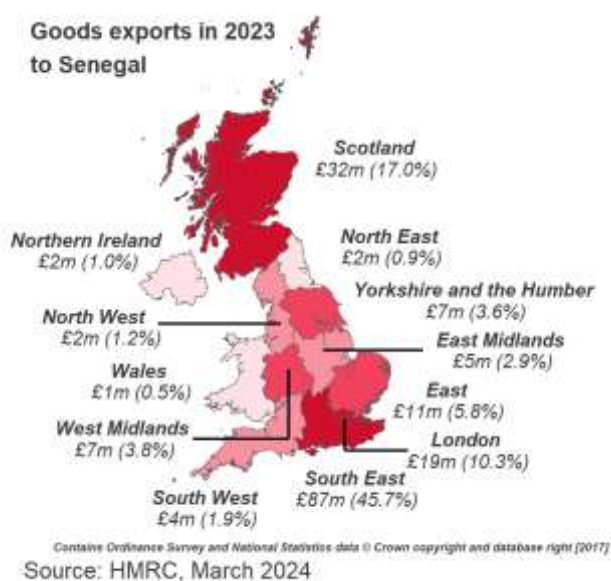 Goods exports in 2023
to Senegal
Scotland
£32m (17.0%)
Northern Ireland
£2m (1.0%)
North East
£2m (0.9%)
Yorkshire and the Humber
£7m (3.6%)
North West
£2m (1.2%)
East Midlands
£5m (2.9%)
Wales
£1m (0.5%)
East
£11m (5.8%)
West Midlands
£7m (3.8%)
London
£19m (10.3%)
South East
£87m (45.7%)
South West
£4m (1.9%)
Contains Ordinance Survey and National Statistics data © Crown copyright and database right [2017]
Source: HMRC, March 2024